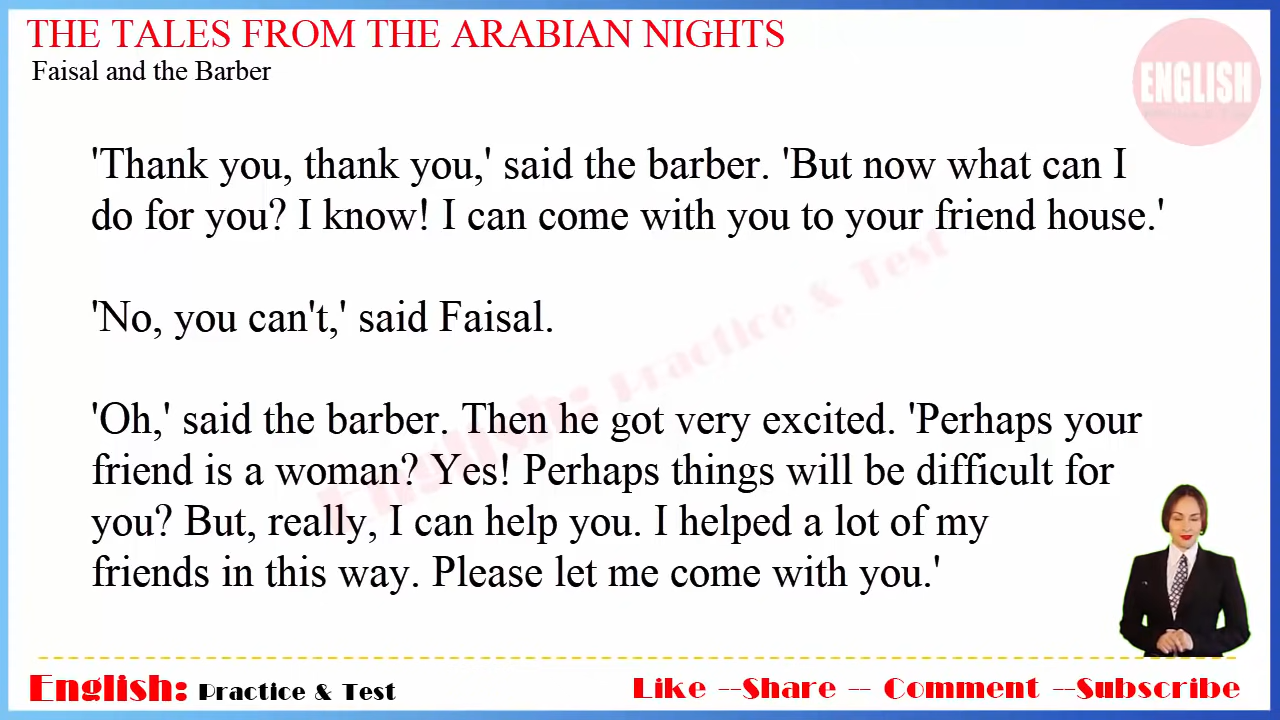 THE TALES FROM THE ARABIAN NIGHTS
Faisal and the Barber
ENGLISH
'Thank you, thank you,' said the barber. 'But now what can I
do for you? I know! I can come with you to your friend house.'
'No, you can't,' said Faisal.
'Oh,' said the barber. Then he got very excited. 'Perhaps your
friend is a woman? Yes! Perhaps things will be difficult for
you? But, really, I can help you. I helped a lot of my
friends in this way. Please let me come with you.'
English: Practice & Test
English: Practice & Test
Like --Share -- Comment --Subscribe